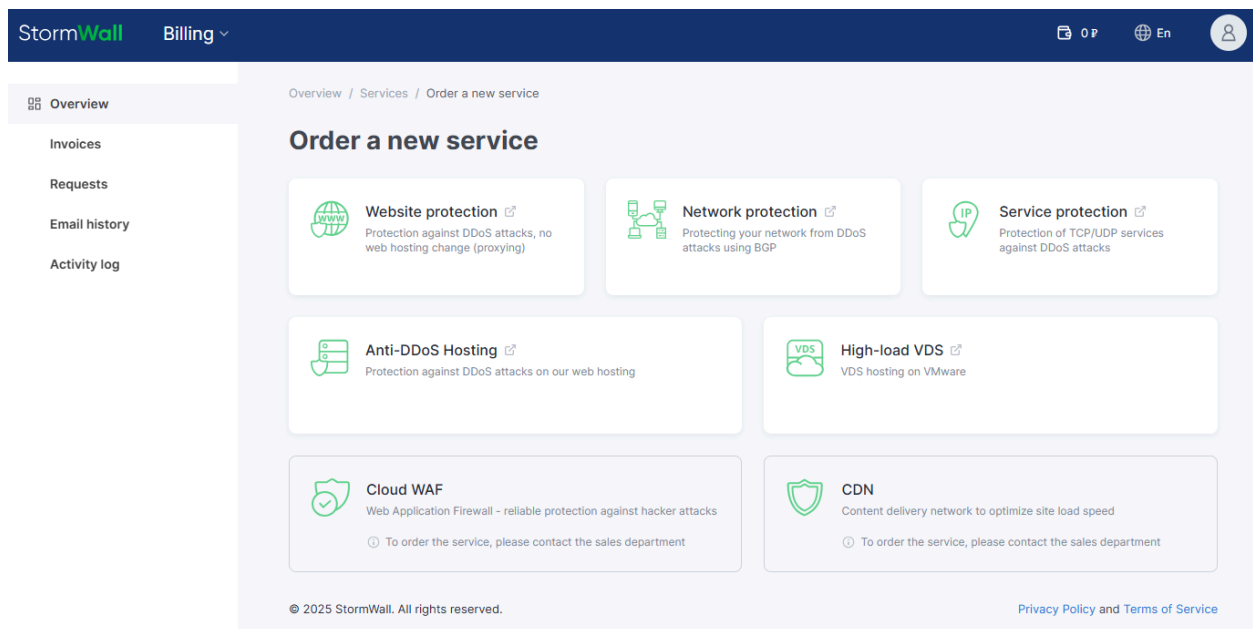 StormWall
Billing
0 ₽
En
Overview
Invoices
Requests
Email history
Activity log
Overview / Services / Order a new service
Order a new service
www
Website protection
Protection against DDoS attacks, no
web hosting change (proxying)
Network protection
Protecting your network from DDoS
attacks using BGP
IP
Service protection
Protection of TCP/UDP services
against DDoS attacks
Anti-DDoS Hosting
Protection against DDoS attacks on our web hosting
VDS
High-load VDS
VDS hosting on VMware
Cloud WAF
Web Application Firewall - reliable protection against hacker attacks
To order the service, please contact the sales department
CDN
Content delivery network to optimize site load speed
To order the service, please contact the sales department
© 2025 StormWall. All rights reserved.
Privacy Policy and Terms of Service